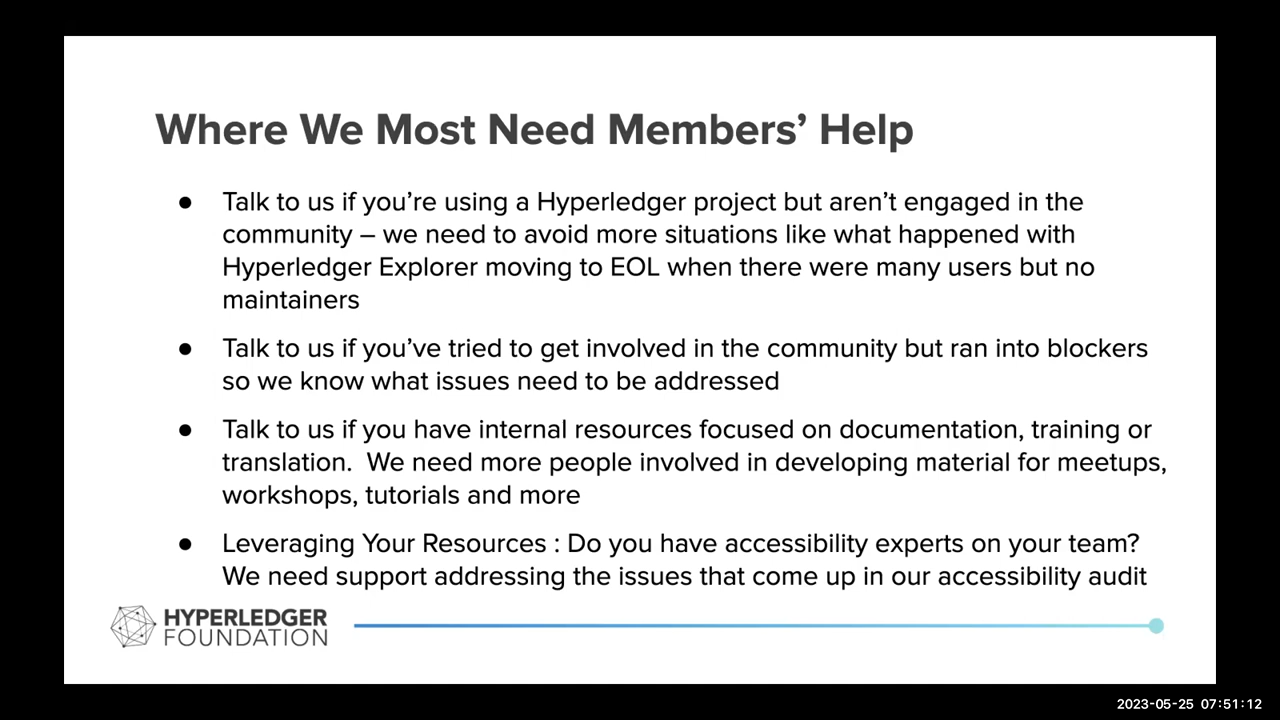 Where We Most Need Members’ Help
● Talk to us if you’re using a Hyperledger project but aren’t engaged in the
community – we need to avoid more situations like what happened with
Hyperledger Explorer moving to EOL when there were many users but no
maintainers
● Talk to us if you’ve tried to get involved in the community but ran into blockers
so we know what issues need to be addressed
● Talk to us if you have internal resources focused on documentation, training or
translation.  We need more people involved in developing material for meetups,
workshops, tutorials and more
● Leveraging Your Resources : Do you have accessibility experts on your team?
We need support addressing the issues that come up in our accessibility audit
HYPERLEDGER
FOUNDATION
2023-05-25 07:51:12